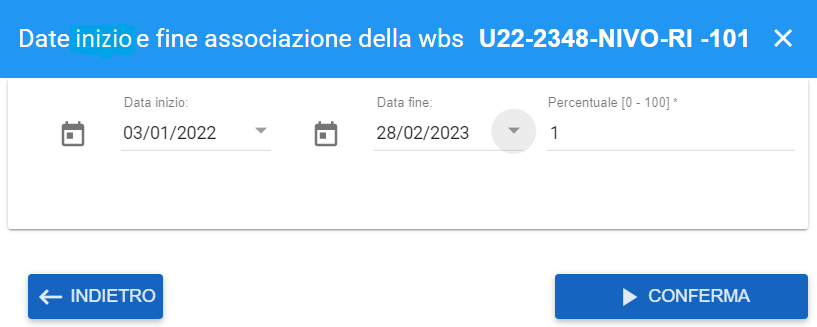 Date inizio e fine associazione della wbs U22-2348-NIVO-RI -101
Data inizio: Data fine: Percentuale [0 - 100] *
03/01/2022 28/02/2023 1
INDIETRO CONFERMA